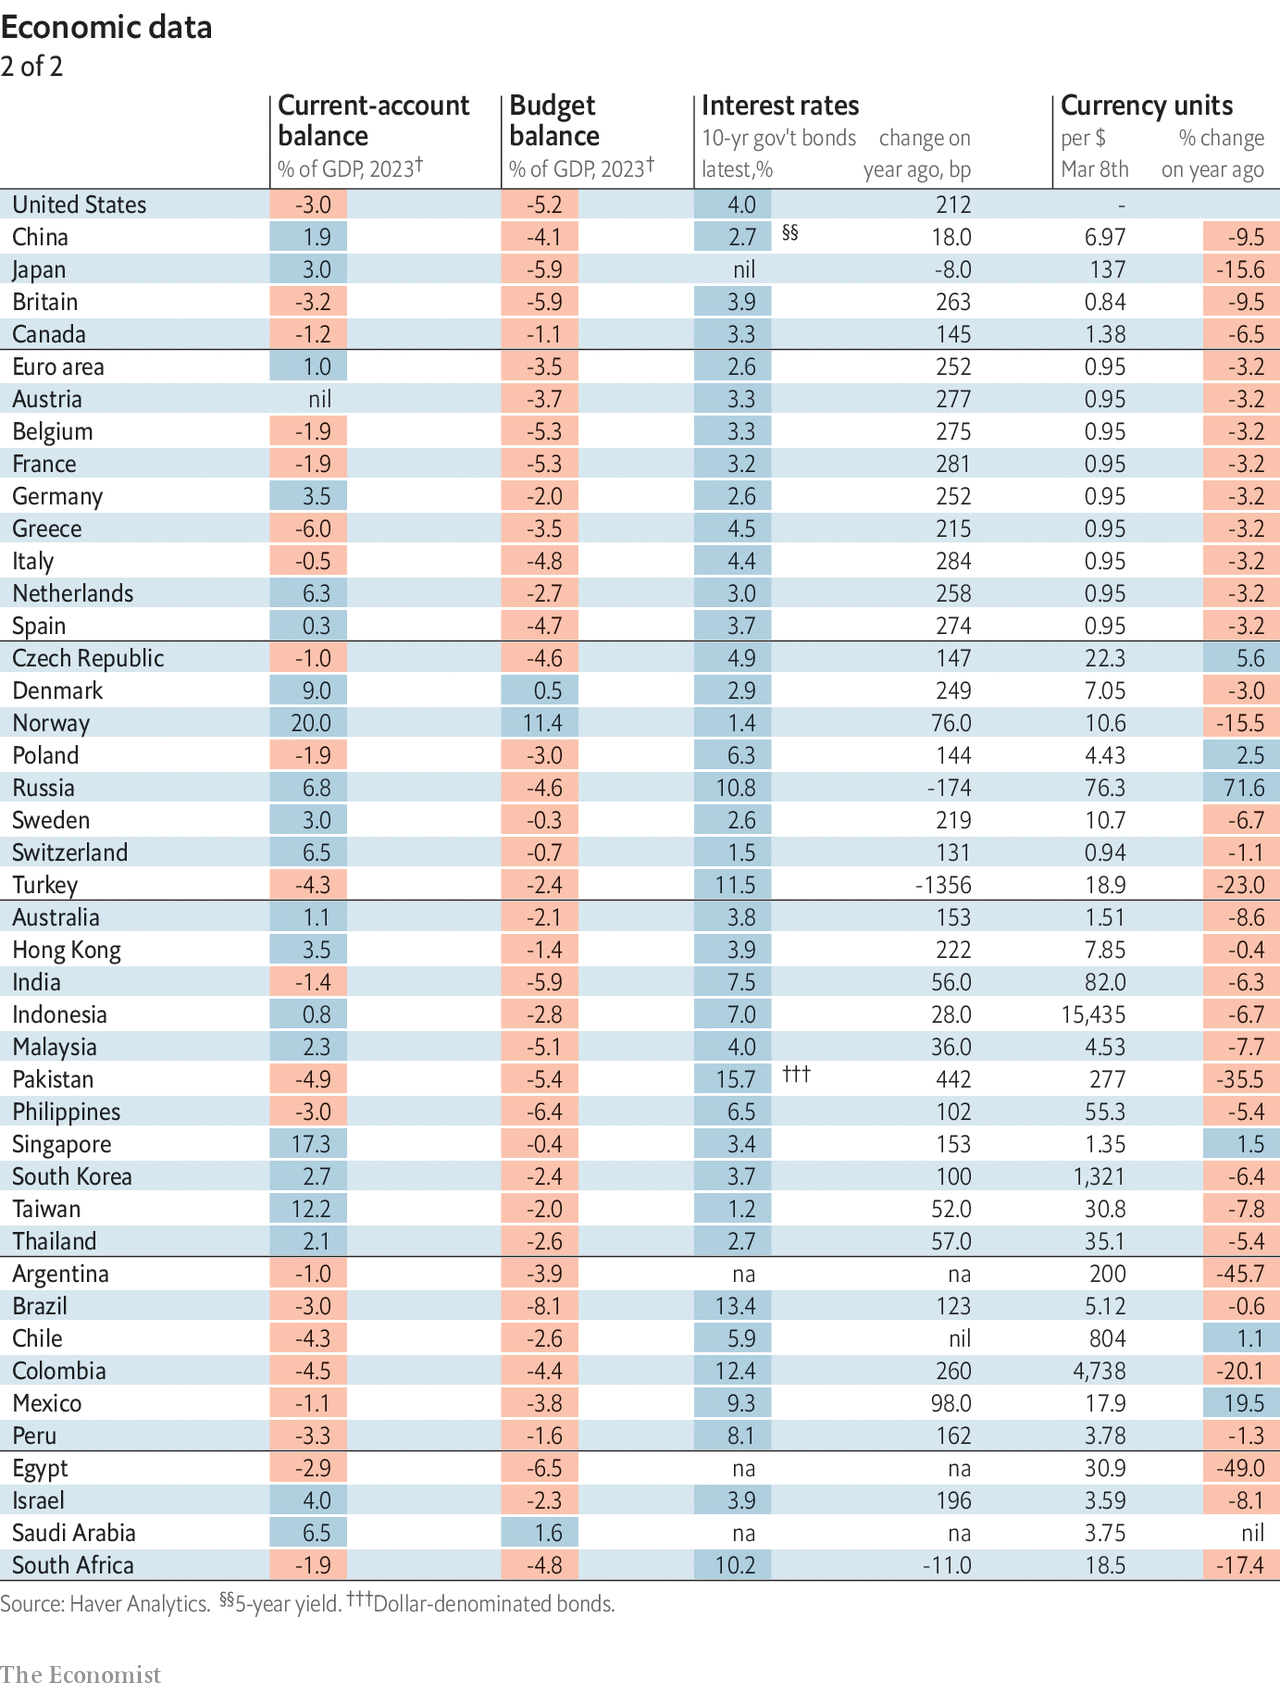 Economic data
2 of 2
Current-account balance Budget balance Interest rates Currency units
% of GDP, 2023† % of GDP, 2023† 10-yr gov't bonds latest,% change on year ago, bp per $ Mar 8th % change on year ago
United States -3.0 -5.2 4.0 212 -
China 1.9 -4.1 2.7 §§ 18.0 6.97 -9.5
Japan 3.0 -5.9 nil -8.0 137 -15.6
Britain -3.2 -5.9 3.9 263 0.84 -9.5
Canada -1.2 -1.1 3.3 145 1.38 -6.5
Euro area 1.0 -3.5 2.6 252 0.95 -3.2
Austria nil -3.7 3.3 277 0.95 -3.2
Belgium -1.9 -5.3 3.3 275 0.95 -3.2
France -1.9 -5.3 3.2 281 0.95 -3.2
Germany 3.5 -2.0 2.6 252 0.95 -3.2
Greece -6.0 -3.5 4.5 215 0.95 -3.2
Italy -0.5 -4.8 4.4 284 0.95 -3.2
Netherlands 6.3 -2.7 3.0 258 0.95 -3.2
Spain 0.3 -4.7 3.7 274 0.95 -3.2
Czech Republic -1.0 -4.6 4.9 147 22.3 5.6
Denmark 9.0 0.5 2.9 249 7.05 -3.0
Norway 20.0 11.4 1.4 76.0 10.6 -15.5
Poland -1.9 -3.0 6.3 144 4.43 2.5
Russia 6.8 -4.6 10.8 -174 76.3 71.6
Sweden 3.0 -0.3 2.6 219 10.7 -6.7
Switzerland 6.5 -0.7 1.5 131 0.94 -1.1
Turkey -4.3 -2.4 11.5 -1356 18.9 -23.0
Australia 1.1 -2.1 3.8 153 1.51 -8.6
Hong Kong 3.5 -1.4 3.9 222 7.85 -0.4
India -1.4 -5.9 7.5 56.0 82.0 -6.3
Indonesia 0.8 -2.8 7.0 28.0 15,435 -6.7
Malaysia 2.3 -5.1 4.0 36.0 4.53 -7.7
Pakistan -4.9 -5.4 15.7 ††† 442 277 -35.5
Philippines -3.0 -6.4 6.5 102 55.3 -5.4
Singapore 17.3 -0.4 3.4 153 1.35 1.5
South Korea 2.7 -2.4 3.7 100 1,321 -6.4
Taiwan 12.2 -2.0 1.2 52.0 30.8 -7.8
Thailand 2.1 -2.6 2.7 57.0 35.1 -5.4
Argentina -1.0 -3.9 na na 200 -45.7
Brazil -3.0 -8.1 13.4 123 5.12 -0.6
Chile -4.3 -2.6 5.9 nil 804 1.1
Colombia -4.5 -4.4 12.4 260 4,738 -20.1
Mexico -1.1 -3.8 9.3 98.0 17.9 19.5
Peru -3.3 -1.6 8.1 162 3.78 -1.3
Egypt -2.9 -6.5 na na 30.9 -49.0
Israel 4.0 -2.3 3.9 196 3.59 -8.1
Saudi Arabia 6.5 1.6 na na 3.75 nil
South Africa -1.9 -4.8 10.2 -11.0 18.5 -17.4
Source: Haver Analytics. §§5-year yield. †††Dollar-denominated bonds.
The Economist